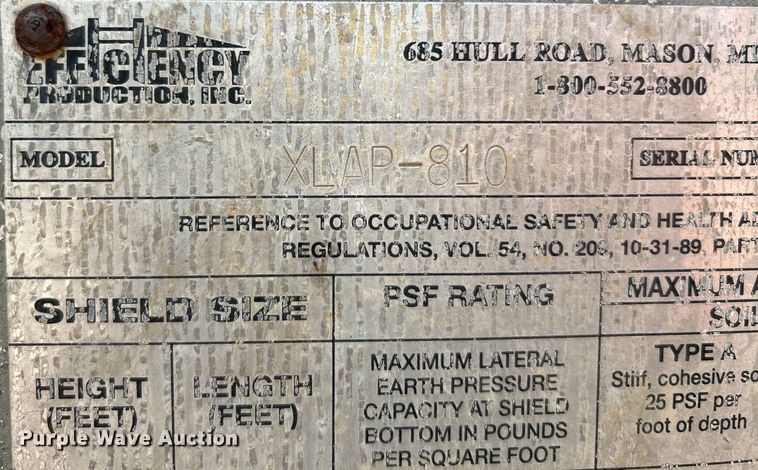 EFFICIENCY
PRODUCTION, INC.
685 HULL ROAD, MASON, MI
1-800-552-8800
MODEL XLAP-810 SERIAL NUM
REFERENCE TO OCCUPATIONAL SAFETY AND HEALTH AD
REGULATIONS, VOL. 54, NO. 209, 10-31-89, PART
SHIELD SIZE
PSF RATING
MAXIMUM A
SOIL
HEIGHT
(FEET)
LENGTH
(FEET)
MAXIMUM LATERAL
EARTH PRESSURE
CAPACITY AT SHIELD
BOTTOM IN POUNDS
PER SQUARE FOOT
TYPE A
Stiff, cohesive so
25 PSF per
foot of depth
Purple Wave Auction